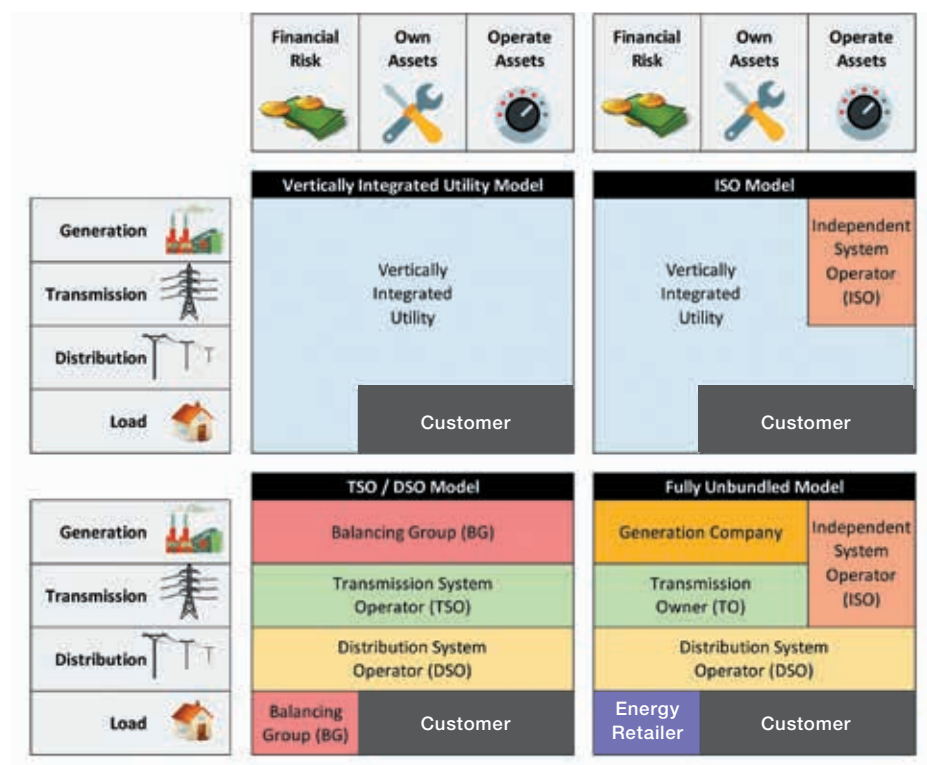 Financial Risk
Own Assets
Operate Assets
Financial Risk
Own Assets
Operate Assets
Vertically Integrated Utility Model
ISO Model
Generation
Transmission
Distribution
Load
Vertically
Integrated
Utility
Customer
Vertically
Integrated
Utility
Independent
System
Operator
(ISO)
Customer
TSO / DSO Model
Fully Unbundled Model
Generation
Transmission
Distribution
Load
Balancing Group (BG)
Transmission System
Operator (TSO)
Distribution System
Operator (DSO)
Balancing
Group (BG)
Customer
Generation Company
Independent
System
Operator
(ISO)
Transmission
Owner (TO)
Distribution System
Operator (DSO)
Energy
Retailer
Customer